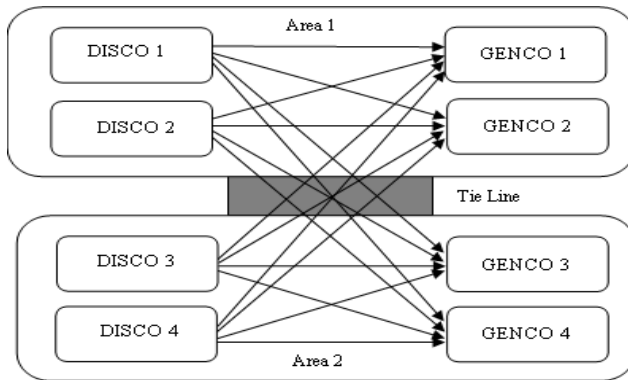 Area 1
DISCO 1
GENCO 1
DISCO 2
GENCO 2
Tie Line
DISCO 3
GENCO 3
DISCO 4
GENCO 4
Area 2